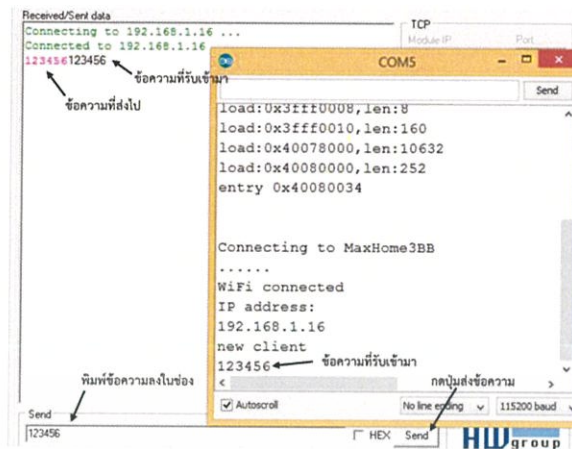 Received/Sent data
Connecting to 192.168.1.16 ...
Connected to 192.168.1.16
123456123456
ข้อความที่รับเข้ามา
ข้อความที่ส่งไป
TCP
Module IP
Port
COM5
Send
load:0x3fff0008,len:8
load:0x3fff0010,len:160
load:0x40078000,len:10632
load:0x40080000,len:252
entry 0x40080034
Connecting to MaxHome3BB
......
WiFi connected
IP address:
192.168.1.16
new client
123456
ข้อความที่รับเข้ามา
พิมพ์ข้อความลงในช่อง
กดปุ่มส่งข้อความ
Autoscroll
No line ending
115200 baud
Send
123456
HEX
Send
HW group